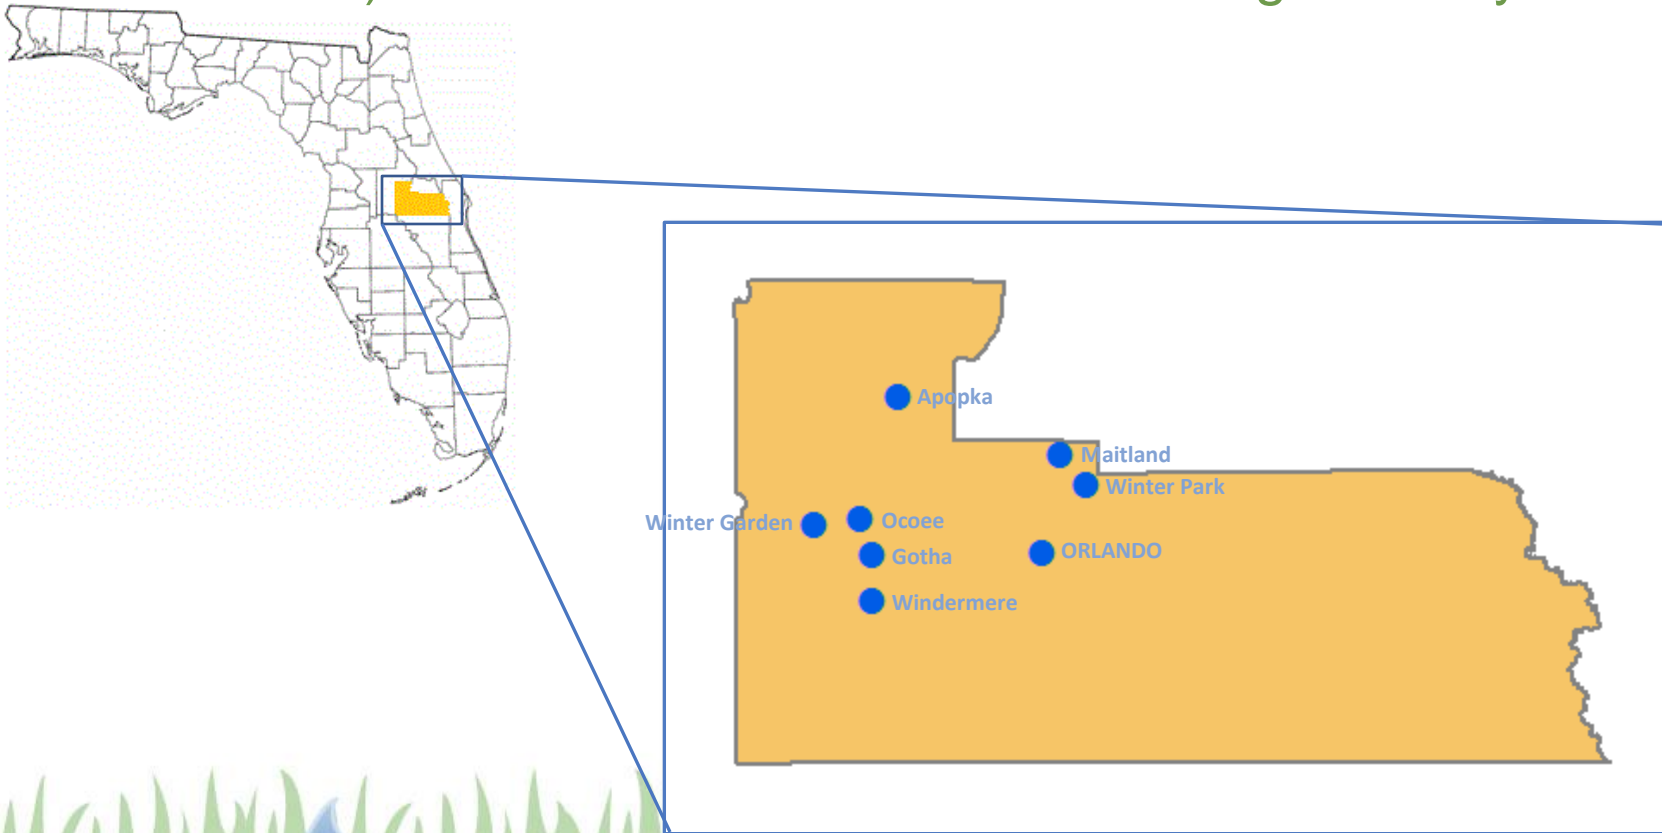 Apopka
Maitland
Winter Park
Winter Garden
Ocoee
ORLANDO
Gotha
Windermere